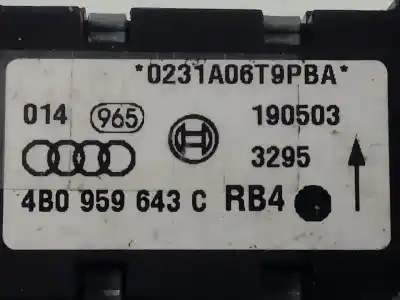 *0231A06T9PBA*
014 965 190503
3295
4B0 959 643 C RB4